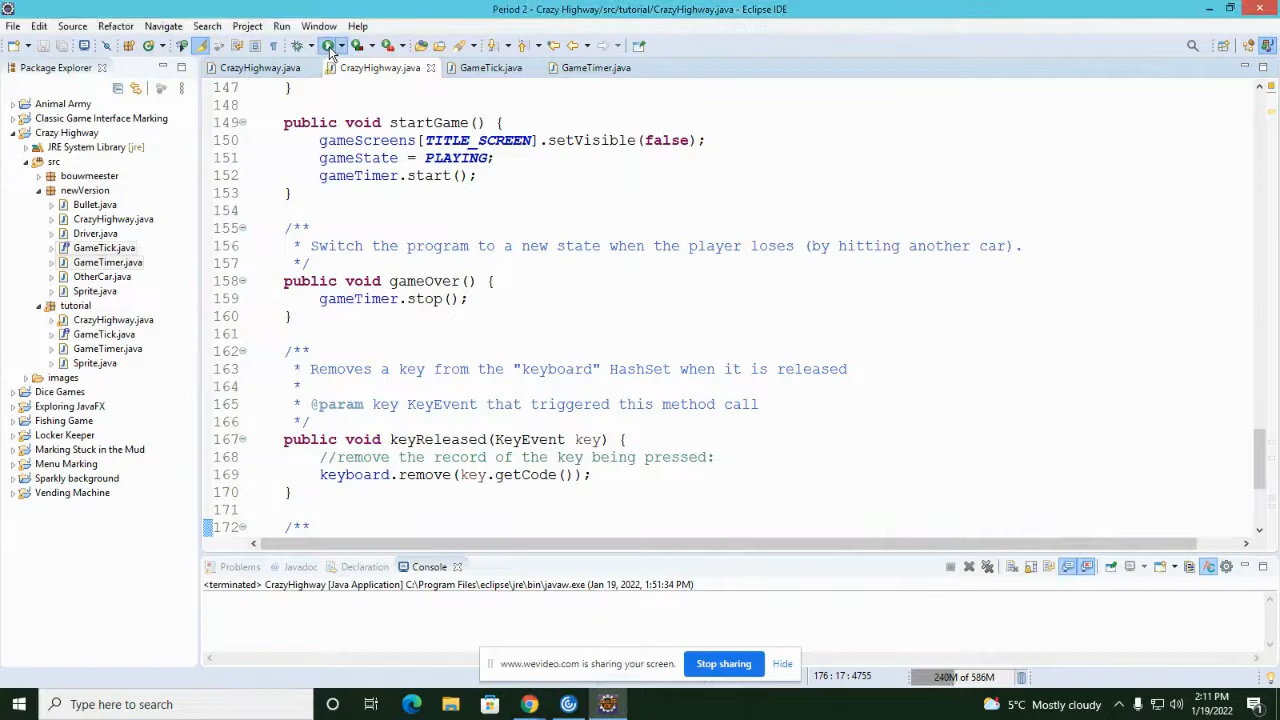 Period 2 - Crazy Highway/src/tutorial/CrazyHighway.java - Eclipse IDE
File Edit Source Refactor Navigate Search Project Run Window Help
Package Explorer
CrazyHighway.java CrazyHighway.java GameTick.java GameTimer.java
Animal Army
Classic Game Interface Marking
Crazy Highway
JRE System Library [jre]
src
bouwmeester
newVersion
Bullet.java
CrazyHighway.java
Driver.java
GameTick.java
GameTimer.java
OtherCar.java
Sprite.java
tutorial
CrazyHighway.java
GameTick.java
GameTimer.java
Sprite.java
images
Dice Games
Exploring JavaFX
Fishing Game
Locker Keeper
Marking Stuck in the Mud
Menu Marking
Sparkly background
Vending Machine
147 }
148
149 public void startGame() {
150 gameScreens[TITLE_SCREEN].setVisible(false);
151 gameState = PLAYING;
152 gameTimer.start();
153 }
154
155 /**
156 * Switch the program to a new state when the player loses (by hitting another car).
157 */
158 public void gameOver() {
159 gameTimer.stop();
160 }
161
162 /**
163 * Removes a key from the "keyboard" HashSet when it is released
164 *
165 * @param key KeyEvent that triggered this method call
166 */
167 public void keyReleased(KeyEvent key) {
168 //remove the record of the key being pressed:
169 keyboard.remove(key.getCode());
170 }
171
172 /**
Problems Javadoc Declaration Console
<terminated> CrazyHighway [Java Application] C:\Program Files\eclipse\jre\bin\javaw.exe (Jan 19, 2022, 1:51:34 PM)
www.wevideo.com is sharing your screen. Stop sharing Hide
176 : 17 : 4755
240M of 586M
Type here to search
5°C Mostly cloudy
2:11 PM
1/19/2022